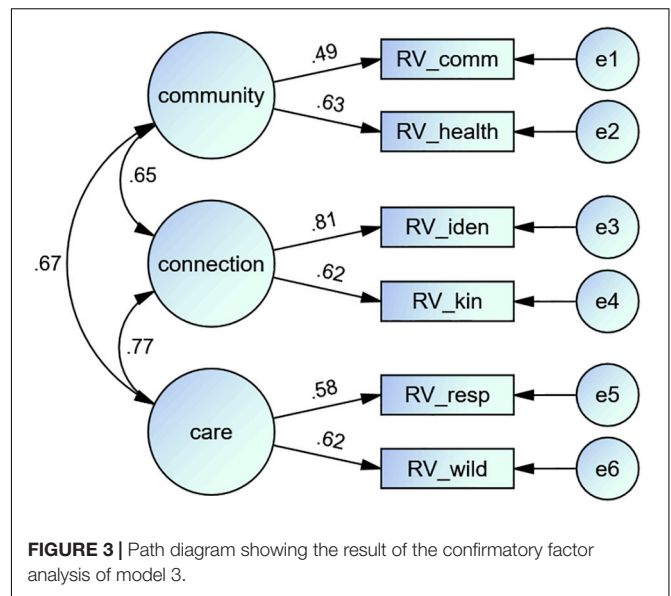 .49
RV_comm
e1
community
.63
RV_health
e2
.65
.81
RV_iden
e3
.67
connection
.62
RV_kin
e4
.77
.58
RV_resp
e5
care
.62
RV_wild
e6
FIGURE 3 | Path diagram showing the result of the confirmatory factor
analysis of model 3.